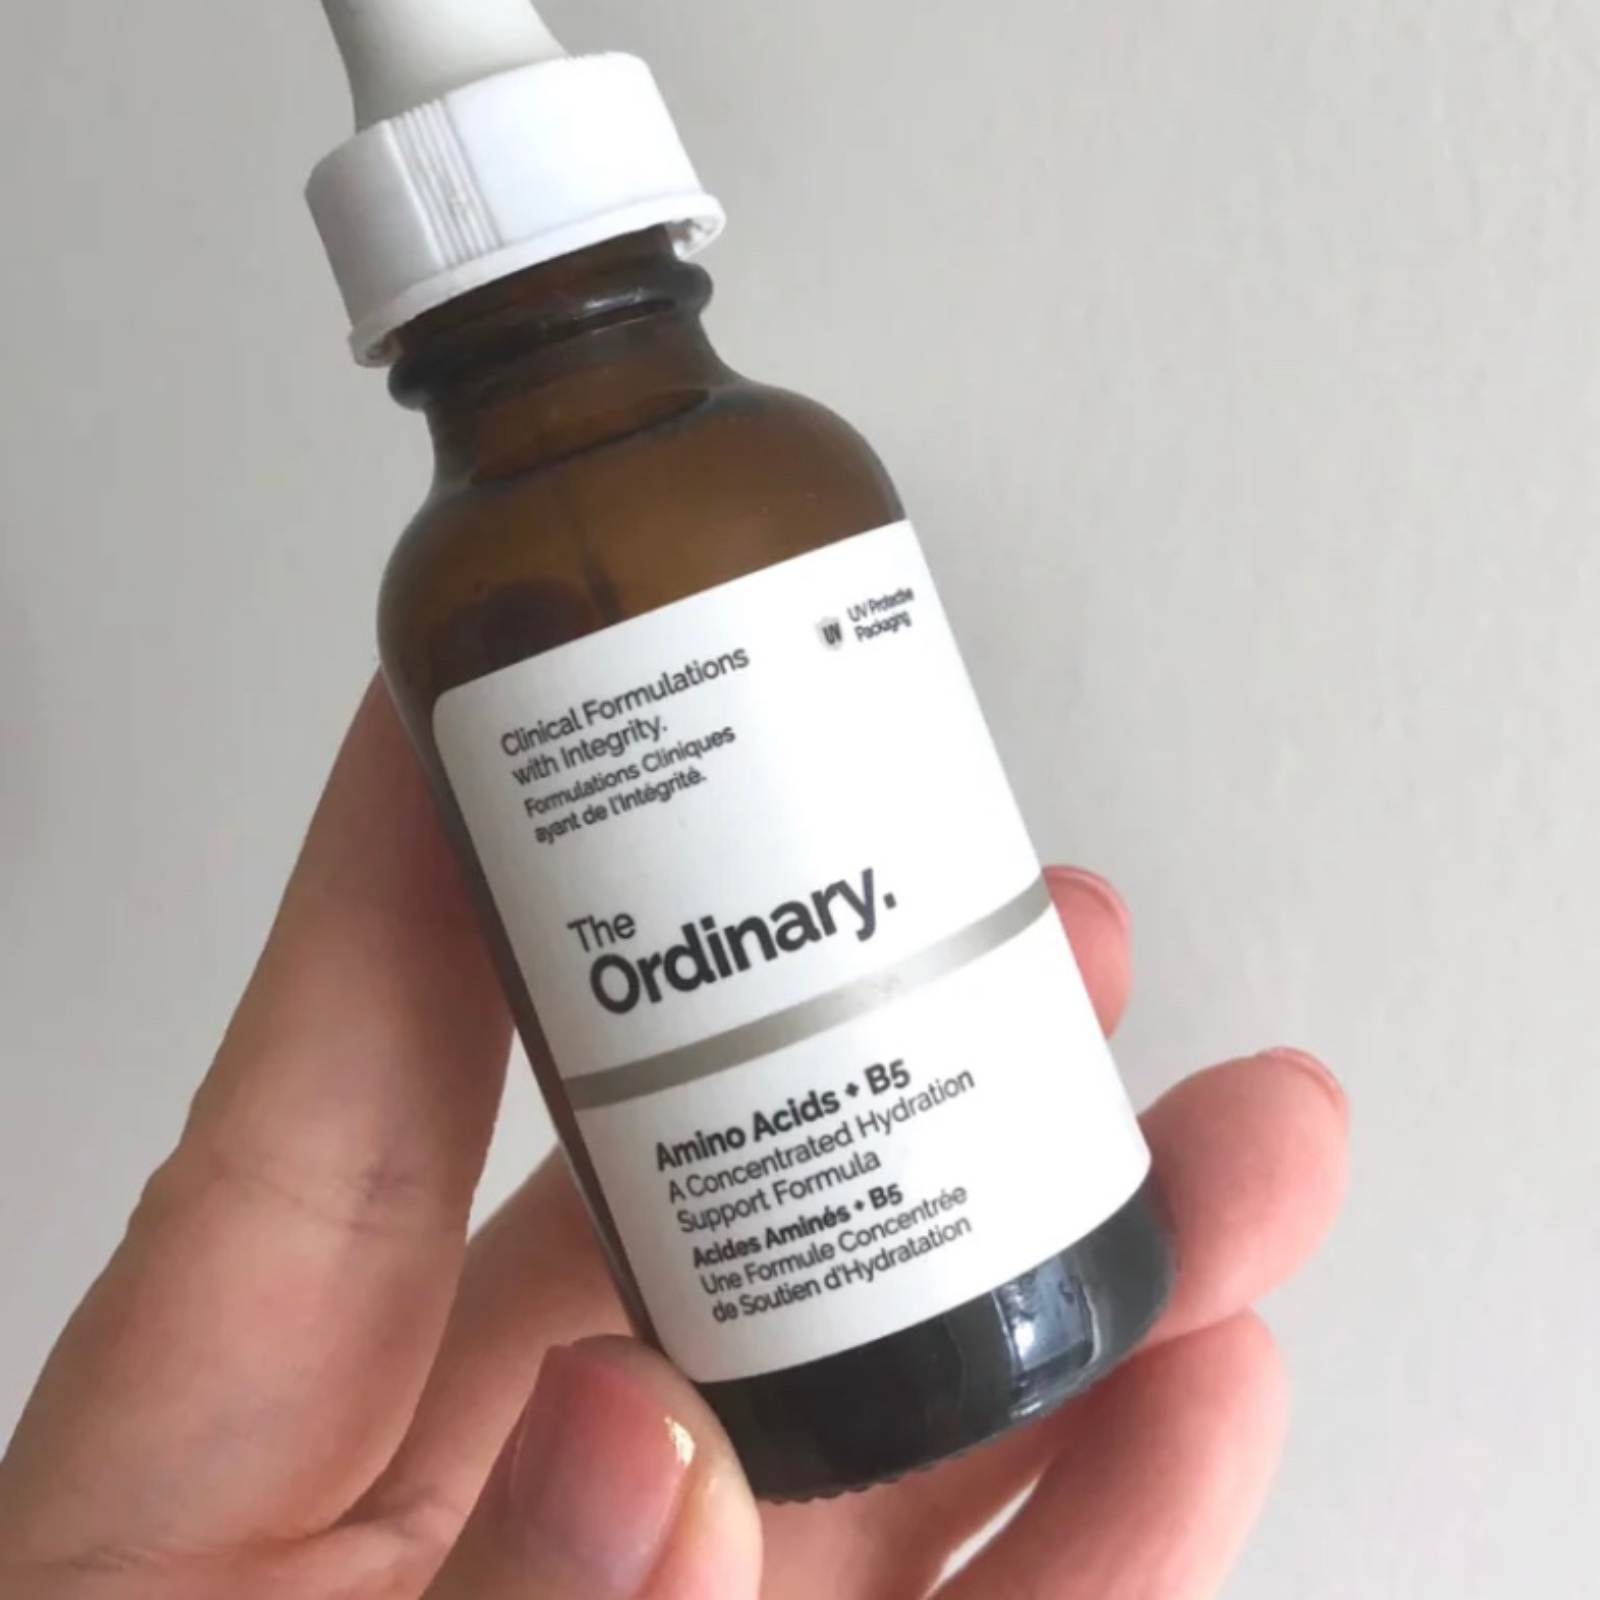 UV
UV Protective
Packaging
Clinical Formulations
with Integrity.
Formulations Cliniques
ayant de l'Intégrité.
The
Ordinary.
Amino Acids + B5
A Concentrated Hydration
Support Formula
Acides Aminés + B5
Une Formule Concentrée
de Soutien d'Hydratation